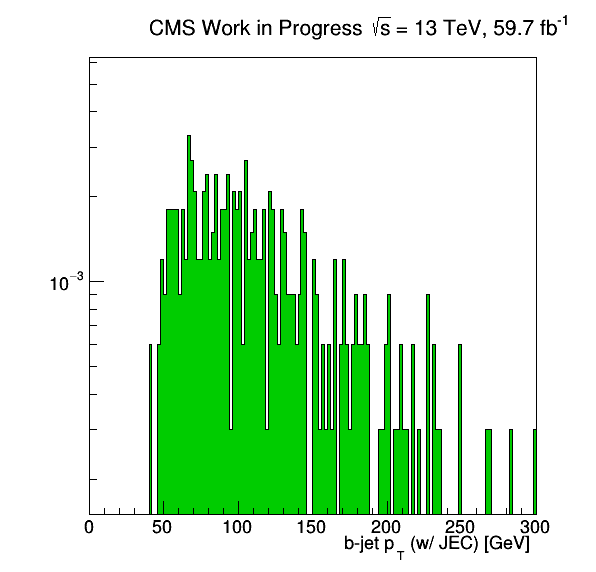 CMS Work in Progress √s = 13 TeV, 59.7 fb⁻¹
10⁻³
0 50 100 150 200 250 300
b-jet p_T (w/ JEC) [GeV]